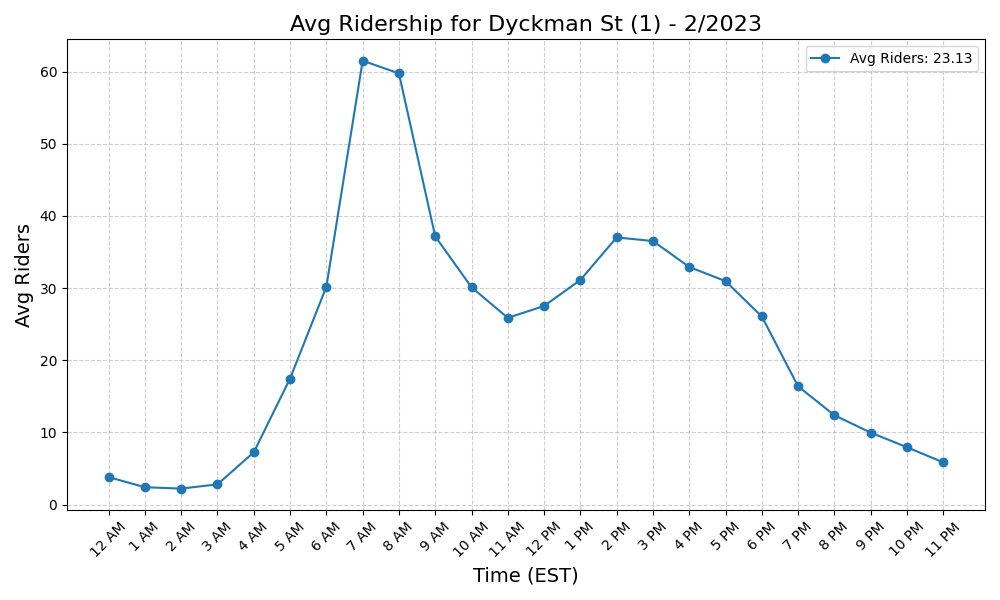 Avg Ridership for Dyckman St (1) - 2/2023
Avg Riders: 23.13
Avg Riders
60
50
40
30
20
10
0
12 AM
1 AM
2 AM
3 AM
4 AM
5 AM
6 AM
7 AM
8 AM
9 AM
10 AM
11 AM
12 PM
1 PM
2 PM
3 PM
4 PM
5 PM
6 PM
7 PM
8 PM
9 PM
10 PM
11 PM
Time (EST)